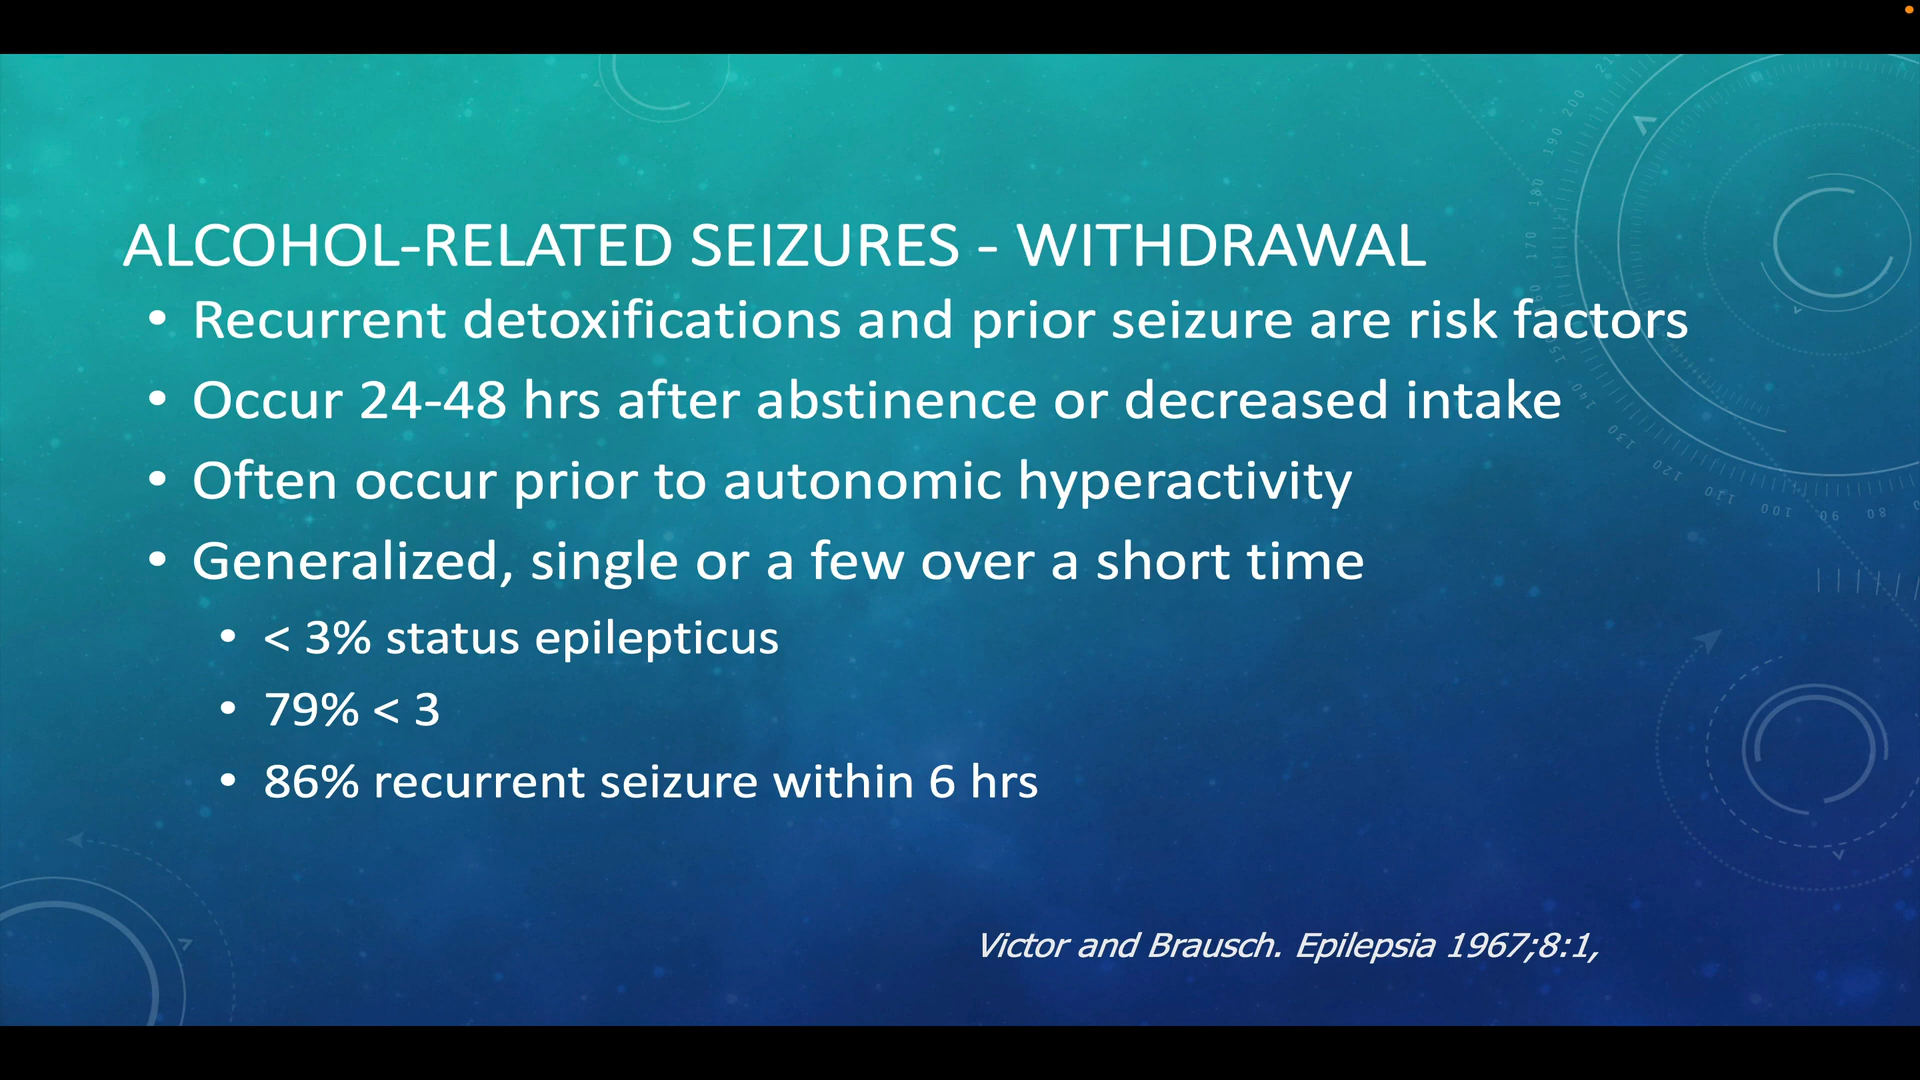 ALCOHOL-RELATED SEIZURES - WITHDRAWAL
• Recurrent detoxifications and prior seizure are risk factors
• Occur 24-48 hrs after abstinence or decreased intake
• Often occur prior to autonomic hyperactivity
• Generalized, single or a few over a short time
• < 3% status epilepticus
• 79% < 3
• 86% recurrent seizure within 6 hrs
Victor and Brausch. Epilepsia 1967;8:1,